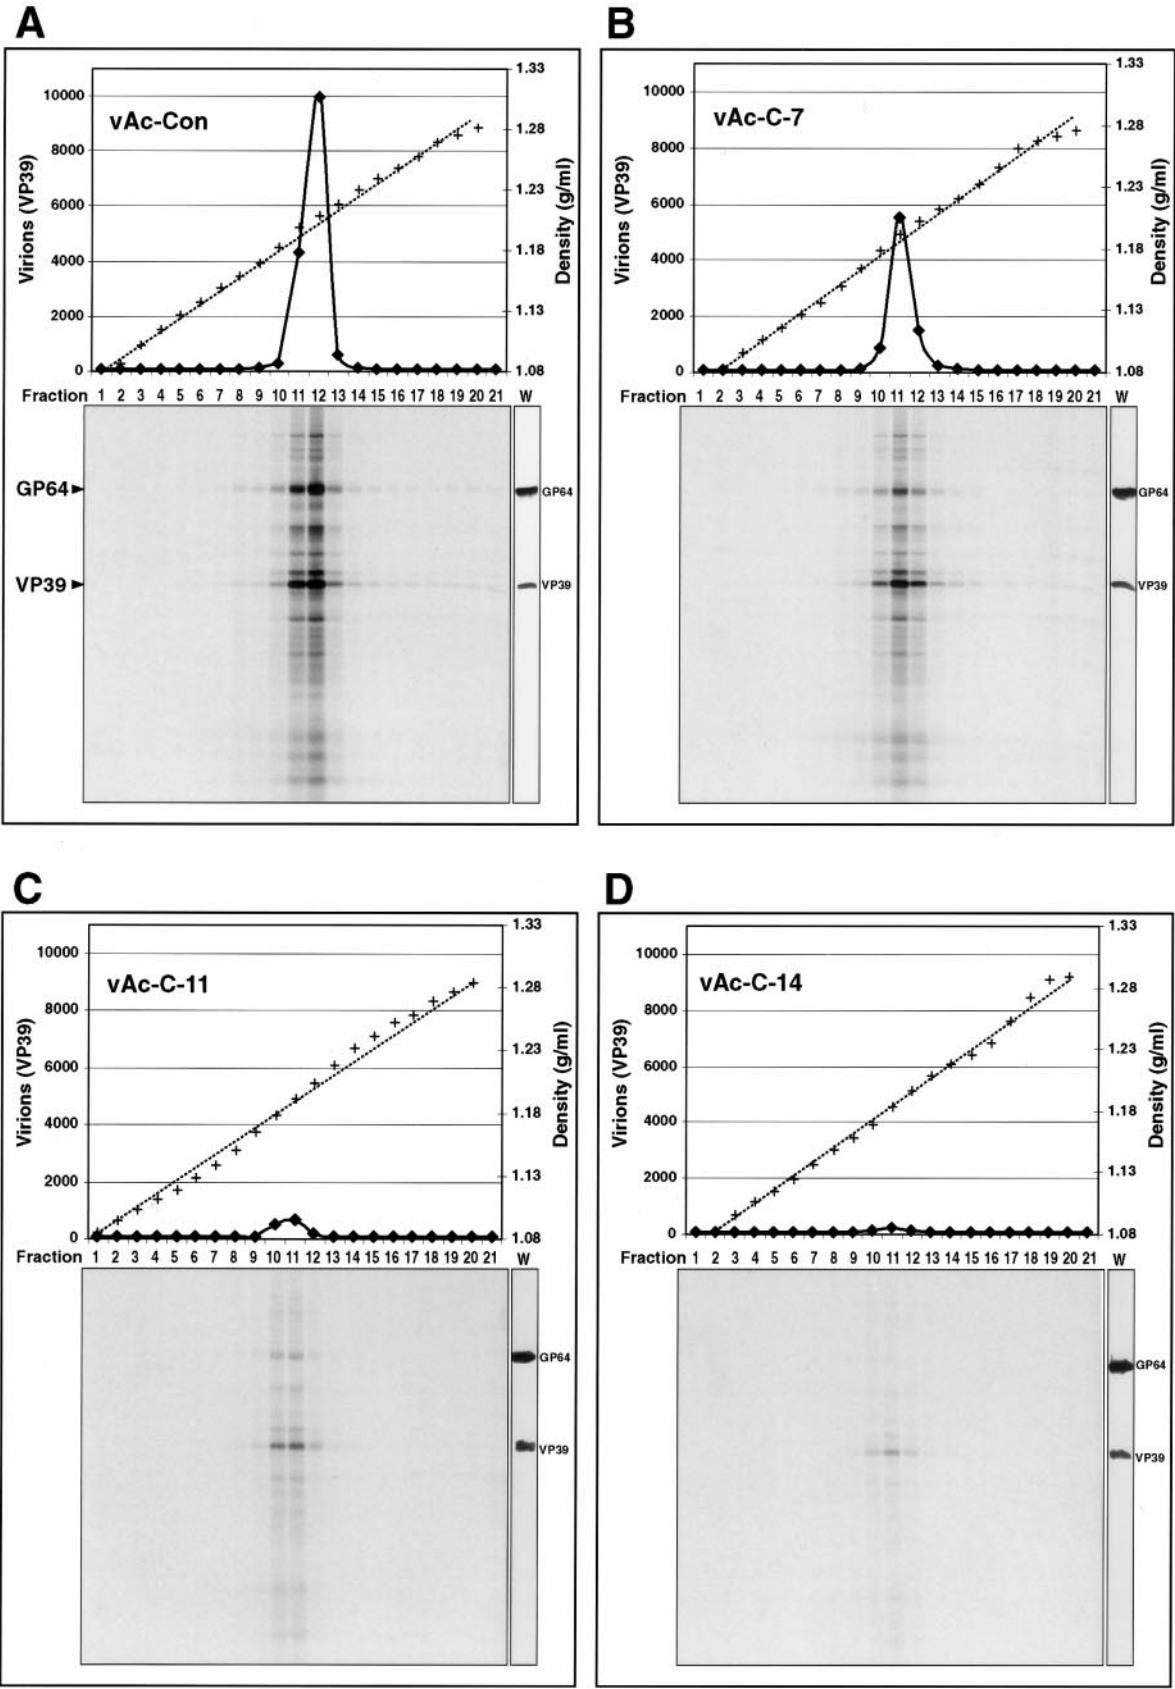 A
vAc-Con
Virions (VP39)
10000
8000
6000
4000
2000
0
1.33
1.28
1.23
1.18
1.13
1.08
Density (g/ml)
Fraction 1 2 3 4 5 6 7 8 9 10 11 12 13 14 15 16 17 18 19 20 21 W
GP64
VP39
GP64
VP39
B
vAc-C-7
Virions (VP39)
10000
8000
6000
4000
2000
0
1.33
1.28
1.23
1.18
1.13
1.08
Density (g/ml)
Fraction 1 2 3 4 5 6 7 8 9 10 11 12 13 14 15 16 17 18 19 20 21 W
GP64
VP39
C
vAc-C-11
Virions (VP39)
10000
8000
6000
4000
2000
0
1.33
1.28
1.23
1.18
1.13
1.08
Density (g/ml)
Fraction 1 2 3 4 5 6 7 8 9 10 11 12 13 14 15 16 17 18 19 20 21 W
GP64
VP39
D
vAc-C-14
Virions (VP39)
10000
8000
6000
4000
2000
0
1.33
1.28
1.23
1.18
1.13
1.08
Density (g/ml)
Fraction 1 2 3 4 5 6 7 8 9 10 11 12 13 14 15 16 17 18 19 20 21 W
GP64
VP39